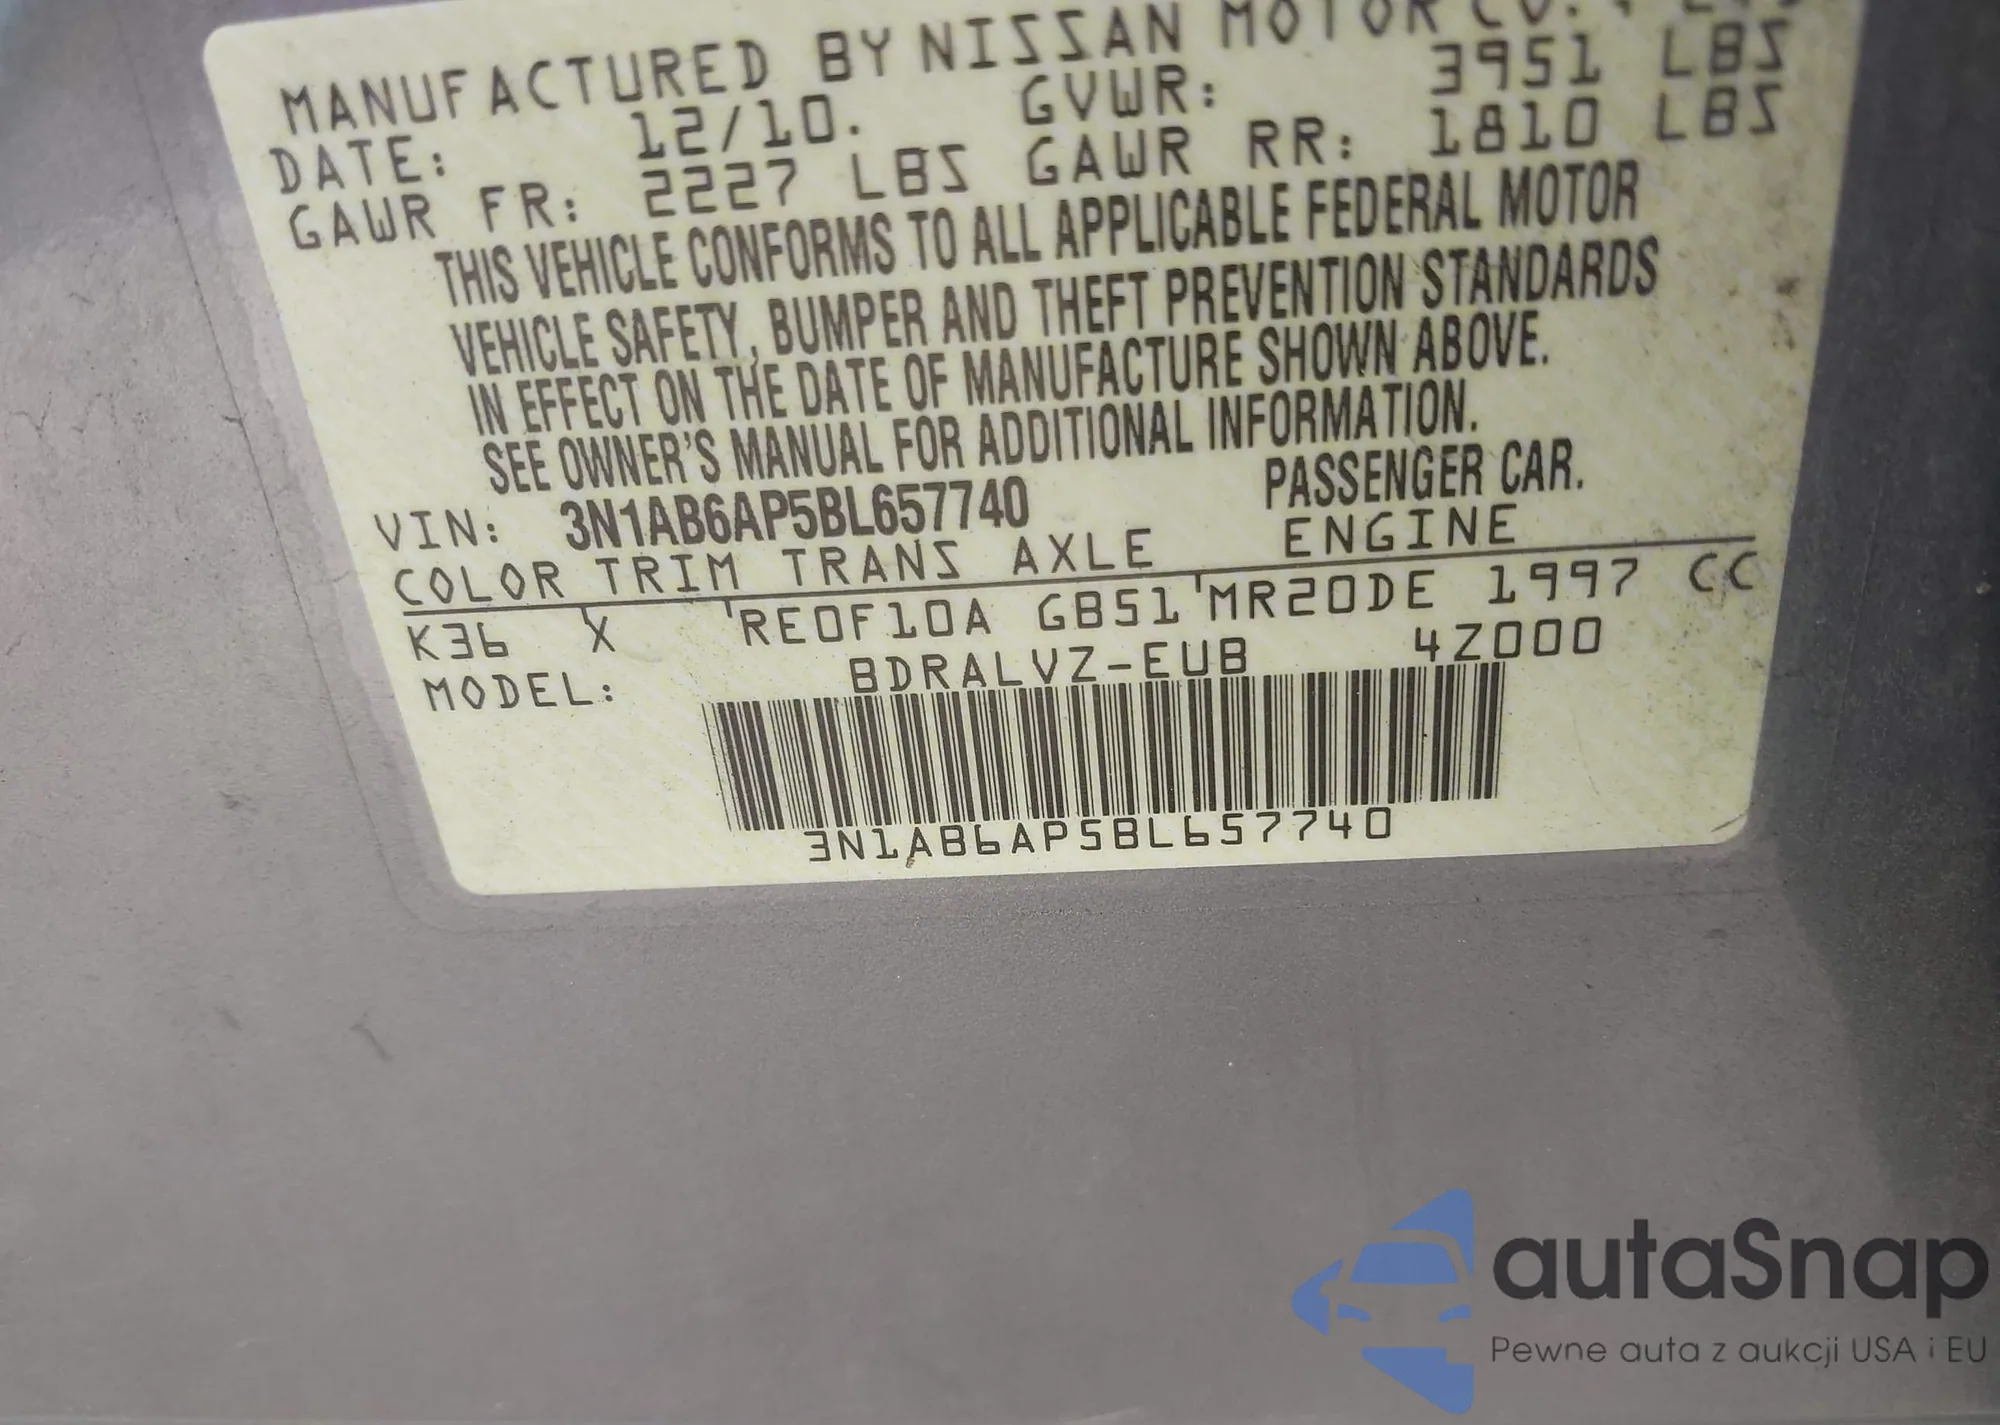 MANUFACTURED BY NISSAN MOTOR CO.
DATE: 12/10. GVWR: 3951 LBS
GAWR FR: 2227 LBS GAWR RR: 1810 LBS
THIS VEHICLE CONFORMS TO ALL APPLICABLE FEDERAL MOTOR
VEHICLE SAFETY, BUMPER AND THEFT PREVENTION STANDARDS
IN EFFECT ON THE DATE OF MANUFACTURE SHOWN ABOVE.
SEE OWNER'S MANUAL FOR ADDITIONAL INFORMATION.
VIN: 3N1AB6AP5BL657740 PASSENGER CAR.
COLOR TRIM TRANS AXLE ENGINE
K36 X RE0F10A GB51 MR20DE 1997 CC
MODEL: BDRALVZ-EUB 4Z000
3N1AB6AP5BL657740
autaSnap
Pewne auta z aukcji USA i EU